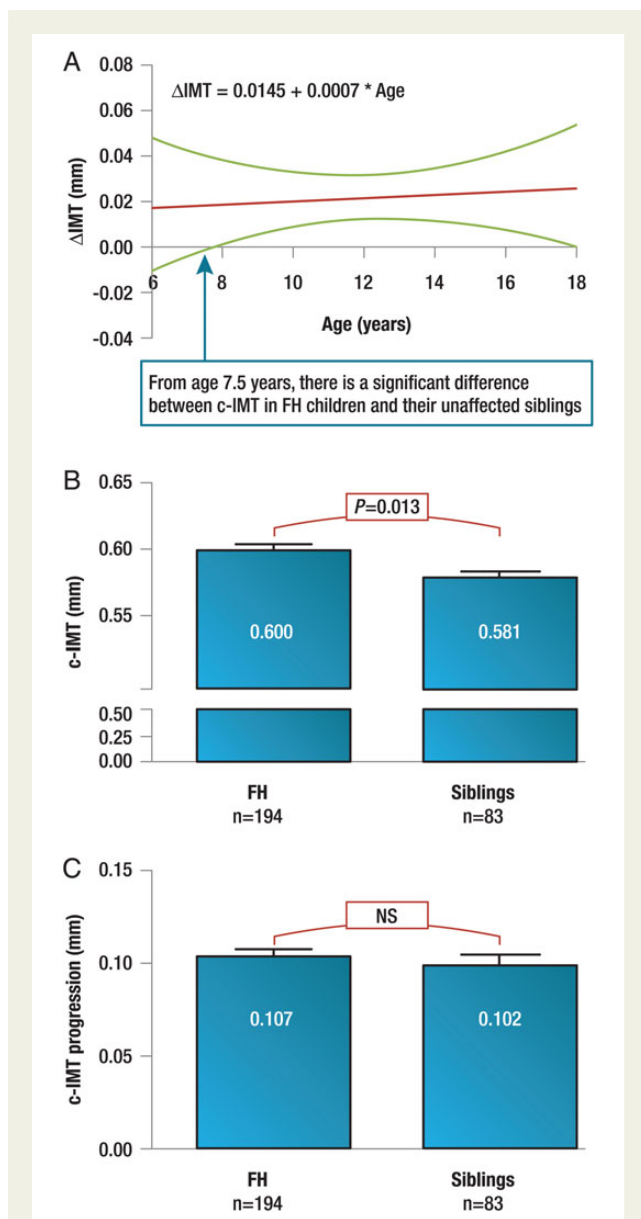 A
0.08
0.06
0.04
0.02
0.00
-0.02
-0.04
ΔIMT (mm)
ΔIMT = 0.0145 + 0.0007 * Age
6 8 10 12 14 16 18
Age (years)
From age 7.5 years, there is a significant difference
between c-IMT in FH children and their unaffected siblings
B
0.65
0.60
0.55
0.50
0.25
0.00
c-IMT (mm)
P=0.013
0.600 0.581
FH Siblings
n=194 n=83
C
0.15
0.10
0.05
0.00
c-IMT progression (mm)
NS
0.107 0.102
FH Siblings
n=194 n=83